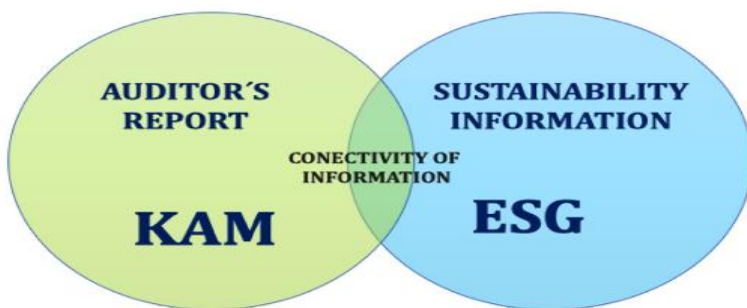 AUDITOR´S
REPORT
KAM
CONECTIVITY OF
INFORMATION
SUSTAINABILITY
INFORMATION
ESG